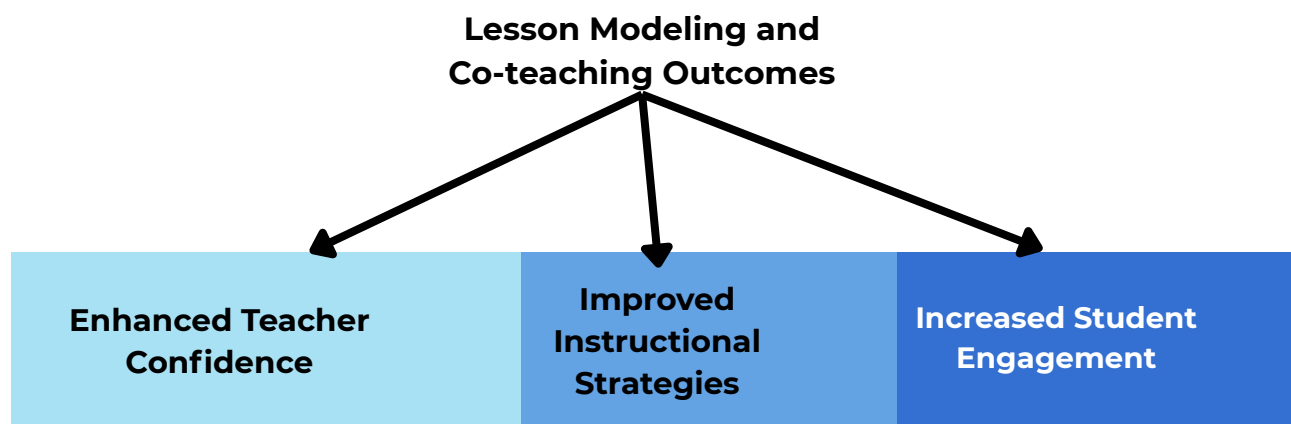 Lesson Modeling and
Co-teaching Outcomes
Enhanced Teacher
Confidence
Improved
Instructional
Strategies
Increased Student
Engagement